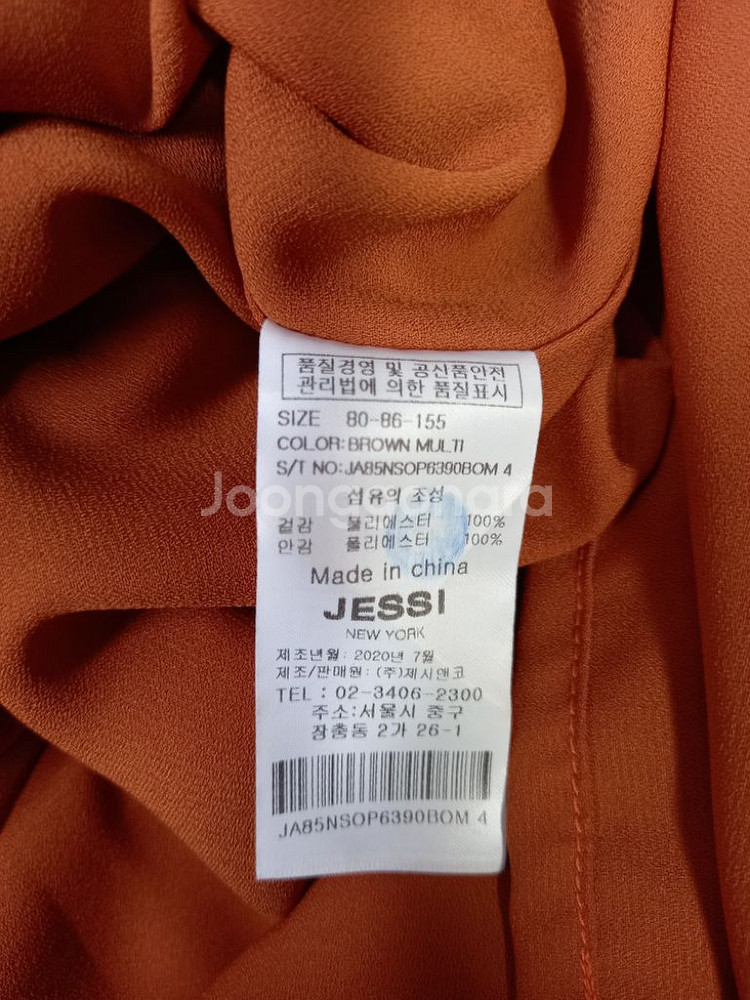 품질경영 및 공산품안전
관리법에 의한 품질표시
SIZE 80-86-155
COLOR: BROWN MULTI
S/T NO:JA85NSOP6390BOM 4
Joonggonara
섬유의 조성
겉감 폴리에스터 100%
안감 폴리에스터 100%
Made in china
JESSI
NEW YORK
제조년월: 2020년 7월
제조/판매원: (주)제시앤코
TEL : 02-3406-2300
주소:서울시 중구
장충동 2가 26-1
JA85NSOP6390BOM 4